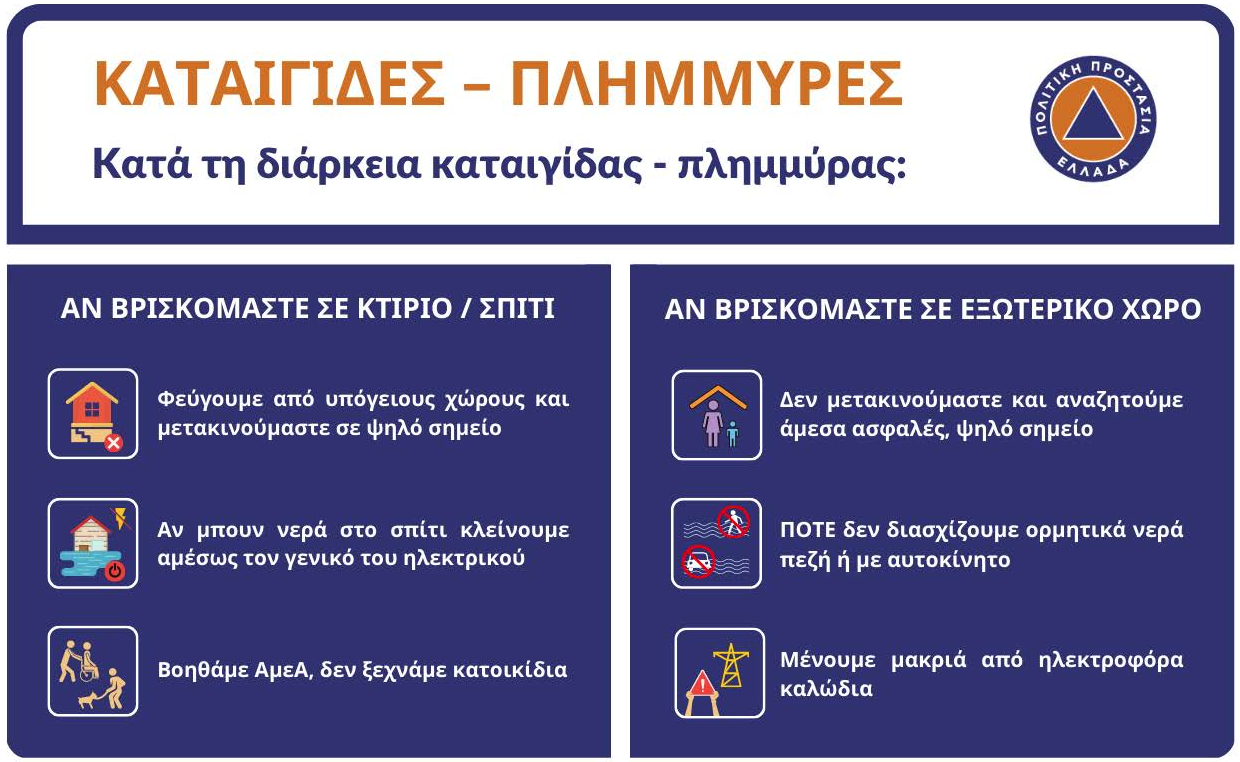 ΚΑΤΑΙΓΙΔΕΣ – ΠΛΗΜΜΥΡΕΣ
Κατά τη διάρκεια καταιγίδας - πλημμύρας:
ΠΟΛΙΤΙΚΗ ΠΡΟΣΤΑΣΙΑ
ΕΛΛΑΔΑ
ΑΝ ΒΡΙΣΚΟΜΑΣΤΕ ΣΕ ΚΤΙΡΙΟ / ΣΠΙΤΙ
Φεύγουμε από υπόγειους χώρους και
μετακινούμαστε σε ψηλό σημείο
Αν μπουν νερά στο σπίτι κλείνουμε
αμέσως τον γενικό του ηλεκτρικού
Βοηθάμε ΑμεΑ, δεν ξεχνάμε κατοικίδια
ΑΝ ΒΡΙΣΚΟΜΑΣΤΕ ΣΕ ΕΞΩΤΕΡΙΚΟ ΧΩΡΟ
Δεν μετακινούμαστε και αναζητούμε
άμεσα ασφαλές, ψηλό σημείο
ΠΟΤΕ δεν διασχίζουμε ορμητικά νερά
πεζή ή με αυτοκίνητο
Μένουμε μακριά από ηλεκτροφόρα
καλώδια